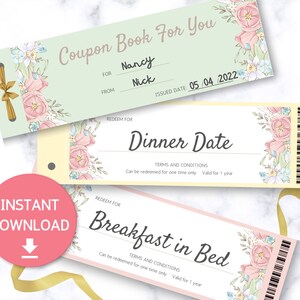 Coupon Book For You
FOR Nancy
FROM Nick
ISSUED DATE 05 04 2022
REDEEM FOR
Dinner Date
TERMS AND CONDITIONS
Can be redeemed for one time only. Valid for 1 year
REDEEM FOR
Breakfast in Bed
TERMS AND CONDITIONS
Can be redeemed for one time only. Valid for 1 year
INSTANT
DOWNLOAD